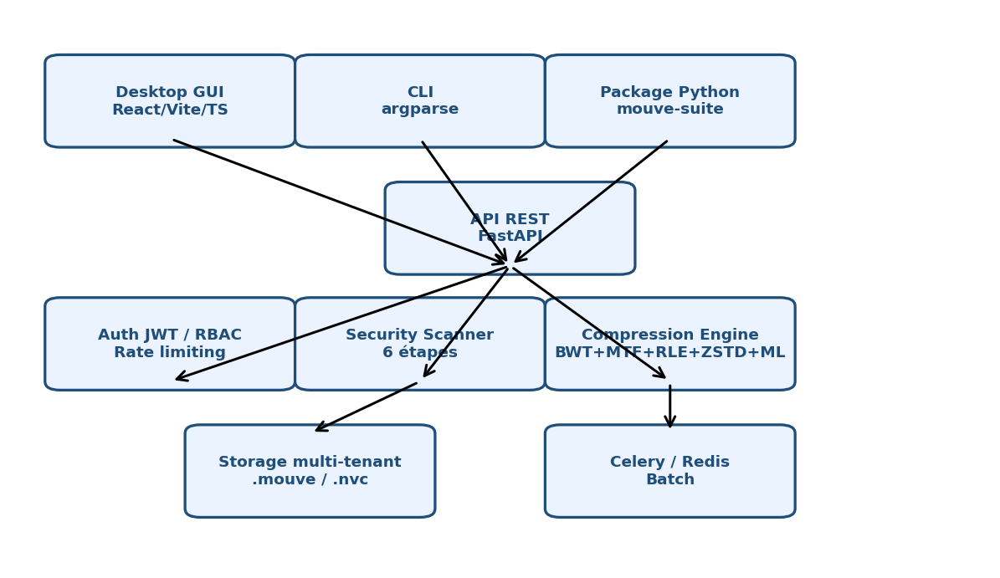 Desktop GUI
React/Vite/TS
CLI
argparse
Package Python
mouve-suite
API REST
FastAPI
Auth JWT / RBAC
Rate limiting
Security Scanner
6 étapes
Compression Engine
BWT+MTF+RLE+ZSTD+ML
Storage multi-tenant
.mouve / .nvc
Celery / Redis
Batch